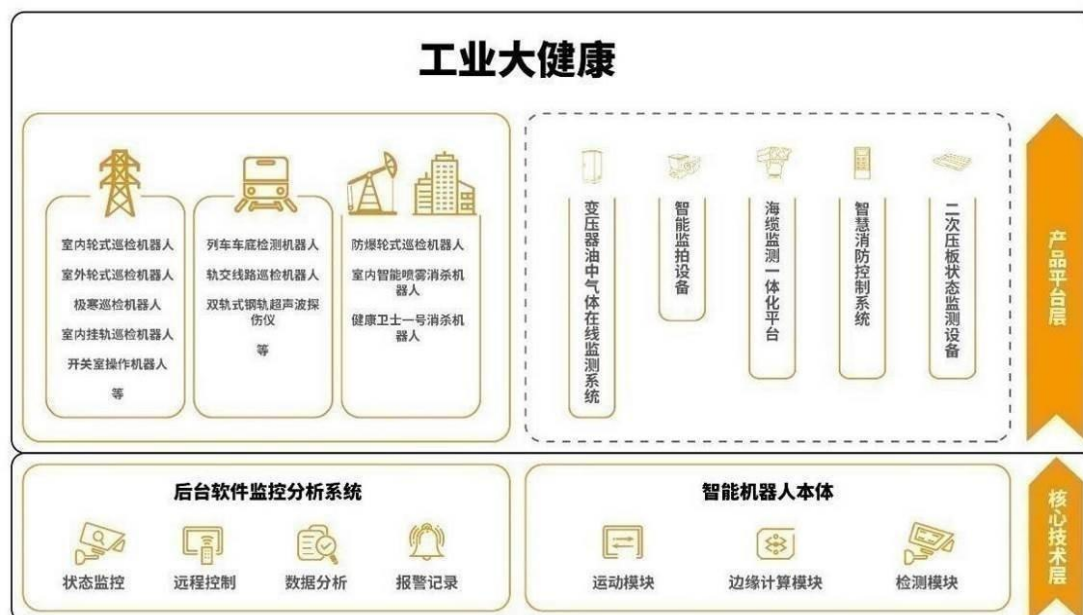 工业大健康
室内轮式巡检机器人
室外轮式巡检机器人
极寒巡检机器人
室内挂轨巡检机器人
开关室操作机器人
等
列车车底检测机器人
轨交线路巡检机器人
双轨式钢轨超声波探
伤仪
等
防爆轮式巡检机器人
室内智能喷雾消杀机
器人
健康卫士一号消杀机
器人
变压器油中气体在线监测系统
智能监拍设备
海缆监测一体化平台
智慧消防控制系统
二次压板状态监测设备
产品平台层
后台软件监控分析系统
状态监控
远程控制
数据分析
报警记录
智能机器人本体
运动模块
边缘计算模块
检测模块
核心技术层